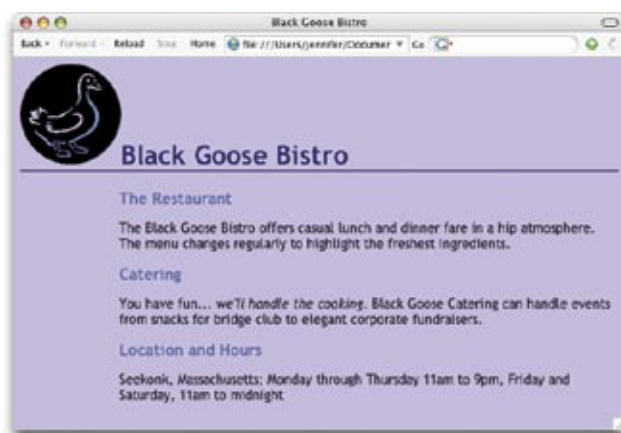 Black Goose Bistro
Back Forward Reload Stop Home file:///Users/jennifer/Documer Go
Black Goose Bistro
The Restaurant
The Black Goose Bistro offers casual lunch and dinner fare in a hip atmosphere.
The menu changes regularly to highlight the freshest ingredients.
Catering
You have fun... we'll handle the cooking. Black Goose Catering can handle events
from snacks for bridge club to elegant corporate fundraisers.
Location and Hours
Seekonk, Massachusetts; Monday through Thursday 11am to 9pm, Friday and
Saturday, 11am to midnight